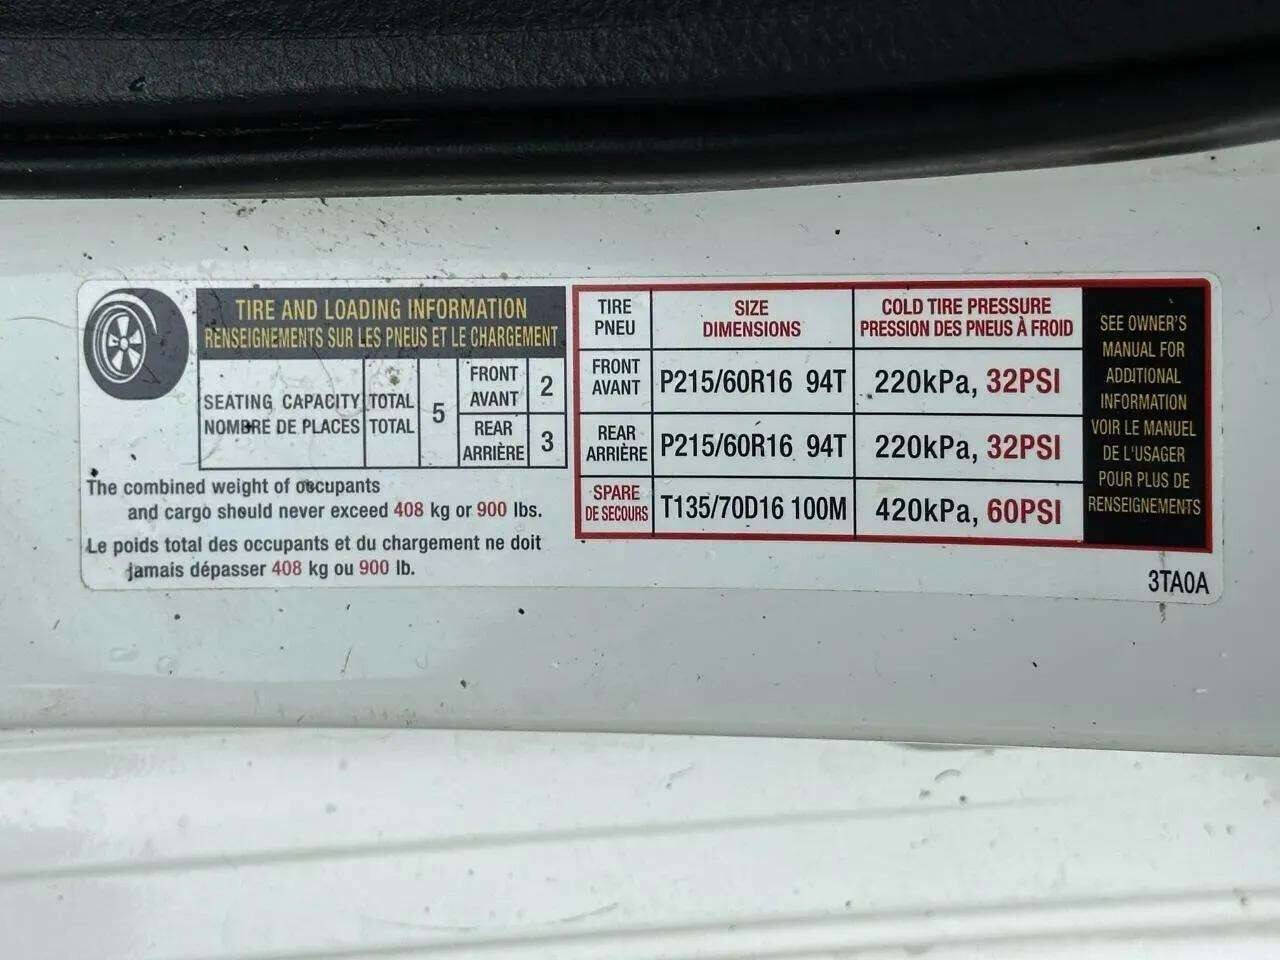 TIRE AND LOADING INFORMATION
RENSEIGNEMENTS SUR LES PNEUS ET LE CHARGEMENT
SEATING CAPACITY TOTAL 5 FRONT 2
NOMBRE DE PLACES TOTAL AVANT
REAR 3
ARRIÈRE
The combined weight of occupants
and cargo should never exceed 408 kg or 900 lbs.
Le poids total des occupants et du chargement ne doit
jamais dépasser 408 kg ou 900 lb.
TIRE SIZE COLD TIRE PRESSURE
PNEU DIMENSIONS PRESSION DES PNEUS À FROID
FRONT P215/60R16 94T 220kPa, 32PSI
AVANT
REAR P215/60R16 94T 220kPa, 32PSI
ARRIÈRE
SPARE T135/70D16 100M 420kPa, 60PSI
DE SECOURS
SEE OWNER'S
MANUAL FOR
ADDITIONAL
INFORMATION
VOIR LE MANUEL
DE L'USAGER
POUR PLUS DE
RENSEIGNEMENTS
3TA0A